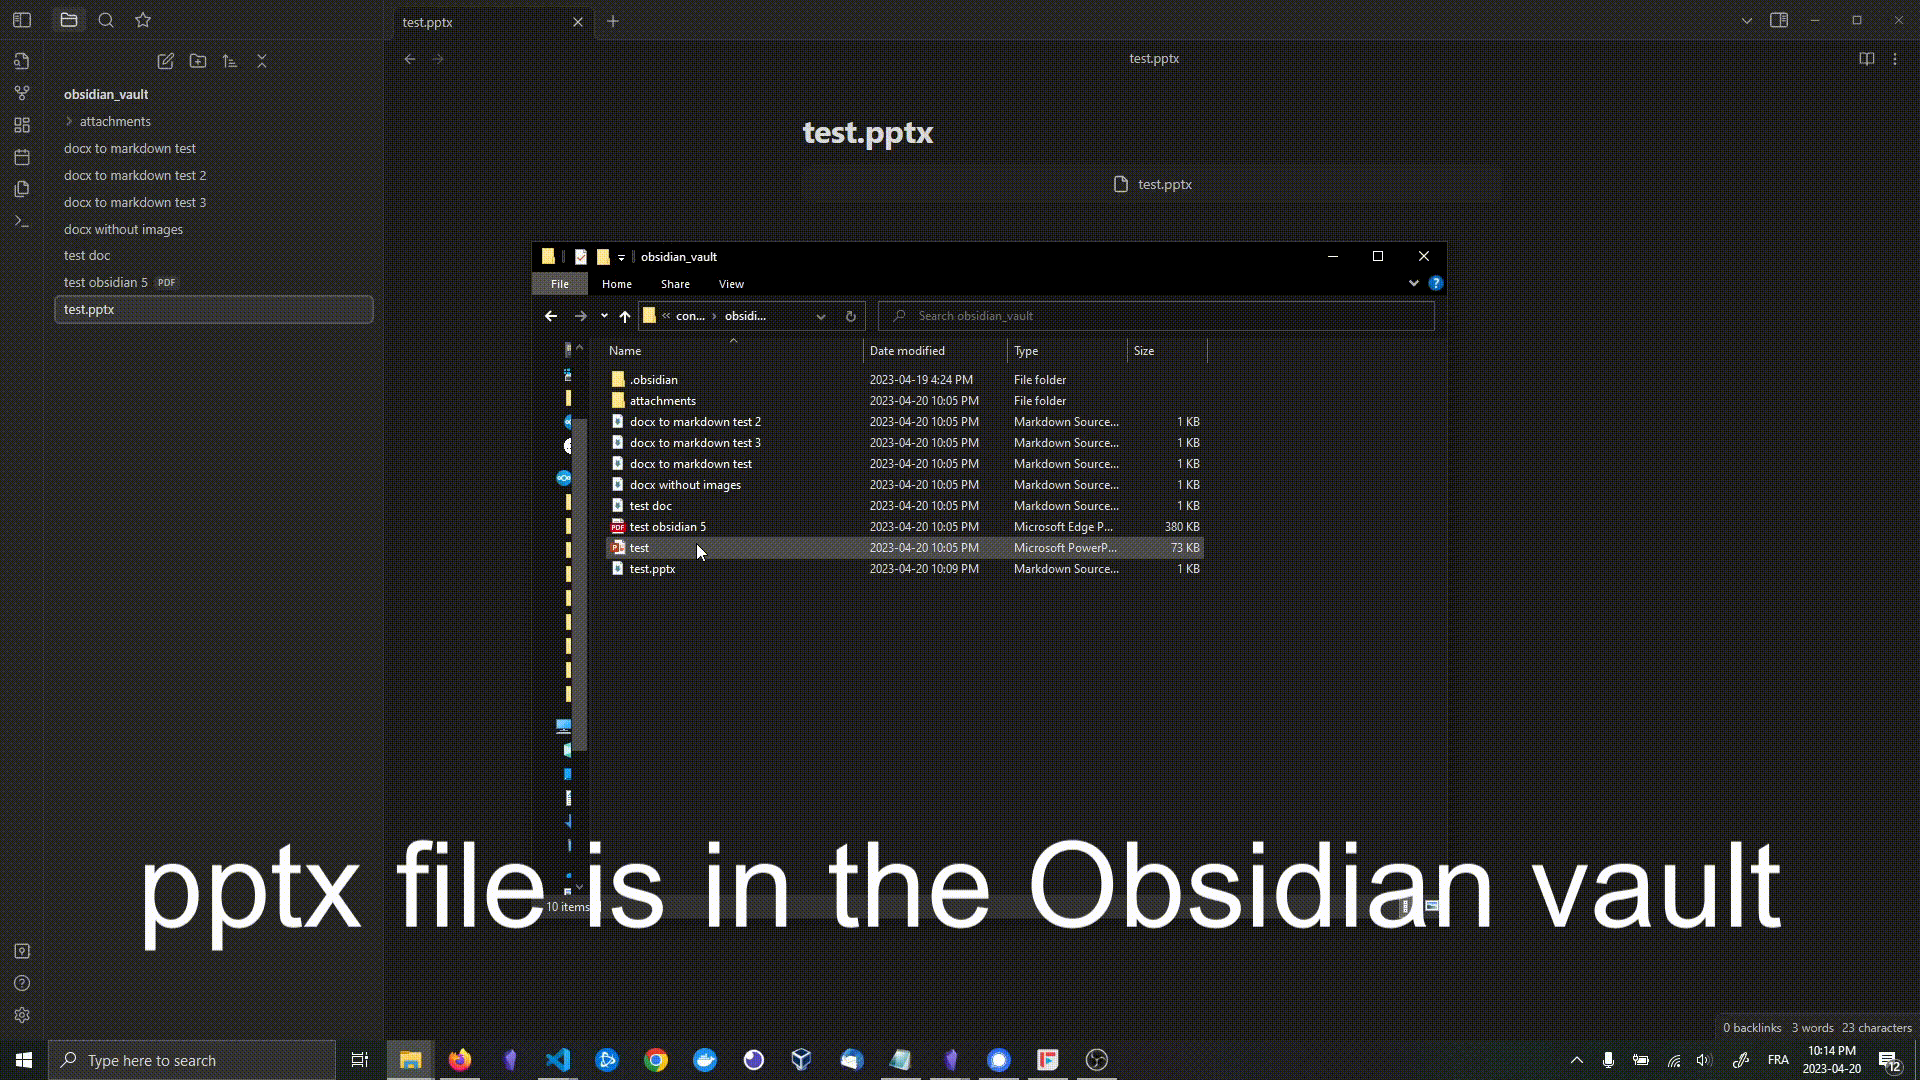 test.pptx
test.pptx
obsidian_vault
attachments
docx to markdown test
docx to markdown test 2
docx to markdown test 3
docx without images
test doc
test obsidian 5 PDF
test.pptx
test.pptx
test.pptx
obsidian_vault
File Home Share View
« con... › obsidi...
Search obsidian_vault
Name Date modified Type Size
.obsidian 2023-04-19 4:24 PM File folder
attachments 2023-04-20 10:05 PM File folder
docx to markdown test 2 2023-04-20 10:05 PM Markdown Source... 1 KB
docx to markdown test 3 2023-04-20 10:05 PM Markdown Source... 1 KB
docx to markdown test 2023-04-20 10:05 PM Markdown Source... 1 KB
docx without images 2023-04-20 10:05 PM Markdown Source... 1 KB
test doc 2023-04-20 10:05 PM Markdown Source... 1 KB
test obsidian 5 2023-04-20 10:05 PM Microsoft Edge P... 380 KB
test 2023-04-20 10:05 PM Microsoft PowerP... 73 KB
test.pptx 2023-04-20 10:09 PM Markdown Source... 1 KB
pptx file is in the Obsidian vault
10 items
0 backlinks 3 words 23 characters
Type here to search
FRA
10:14 PM
2023-04-20
12